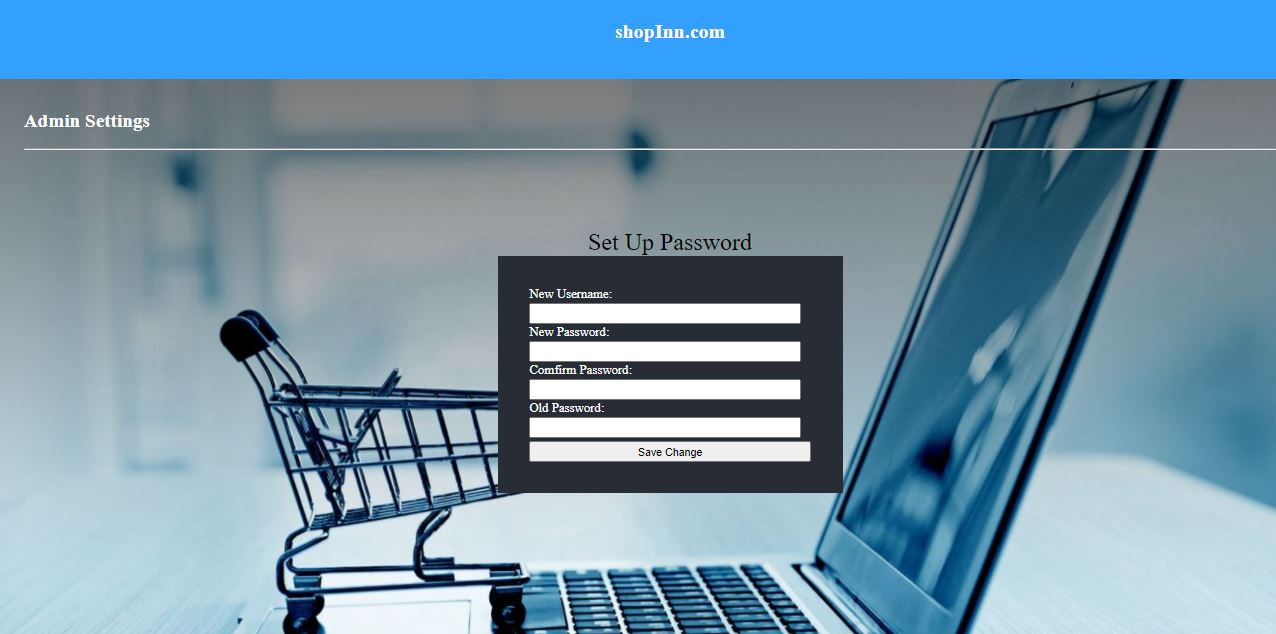 shopInn.com
Admin Settings
Set Up Password
New Username:
New Password:
Comfirm Password:
Old Password:
Save Change